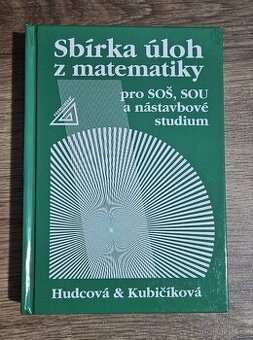 Sbírka úloh
z matematiky
pro SOŠ, SOU
a nástavbové
studium
Hudcová & Kubičíková